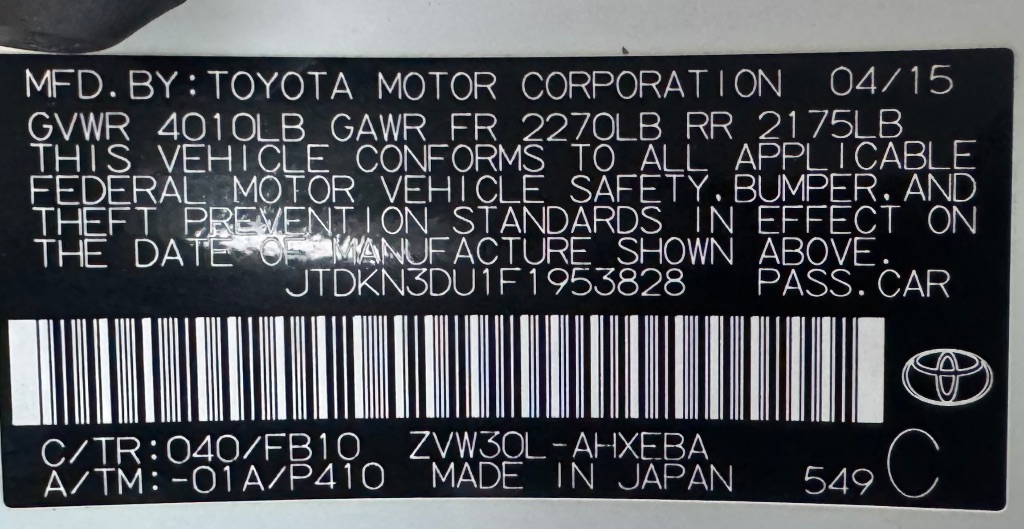 MFD.BY:TOYOTA MOTOR CORPORATION 04/15
GVWR 4010LB GAWR FR 2270LB RR 2175LB
THIS VEHICLE CONFORMS TO ALL APPLICABLE
FEDERAL MOTOR VEHICLE SAFETY,BUMPER,AND
THEFT PREVENTION STANDARDS IN EFFECT ON
THE DATE OF MANUFACTURE SHOWN ABOVE.
JTDKN3DU1F1953828 PASS.CAR
C/TR:040/FB10 ZVW30L-AHXEBA
A/TM:-01A/P410 MADE IN JAPAN 549 C